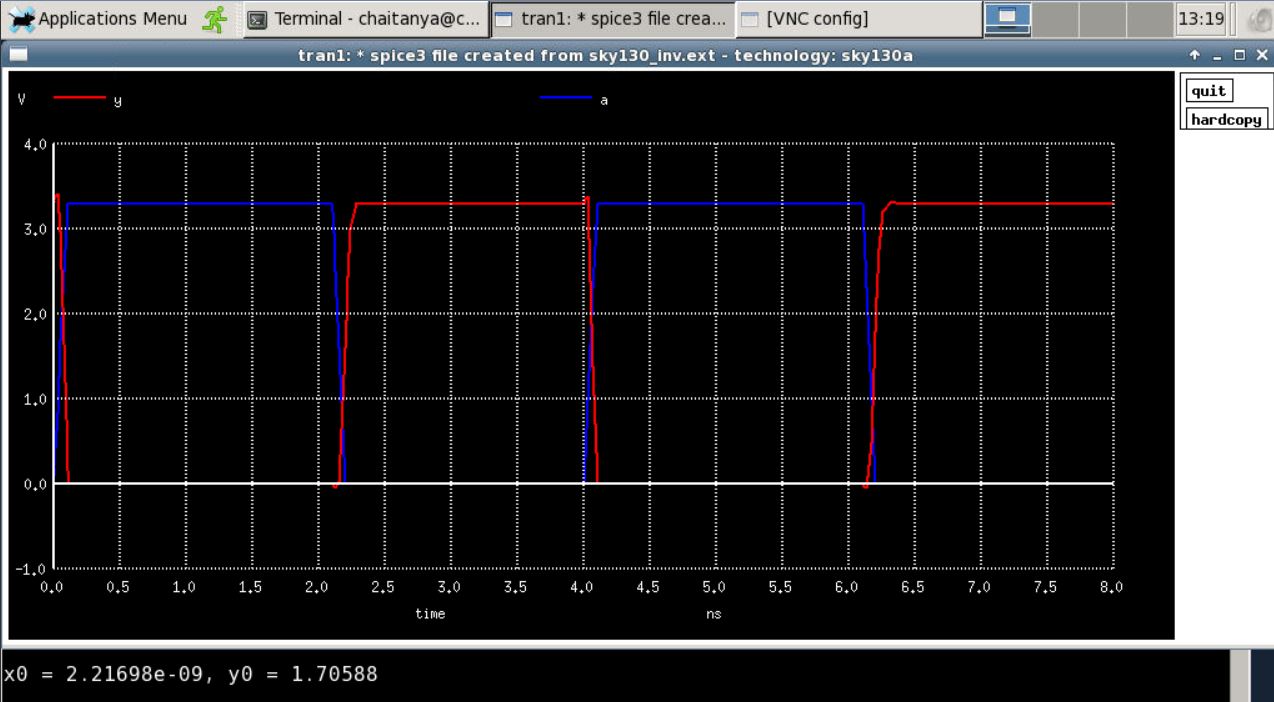 Applications Menu Terminal - chaitanya@c... tran1: * spice3 file crea... [VNC config] 13:19
tran1: * spice3 file created from sky130_inv.ext - technology: sky130a
V y a
quit
hardcopy
4.0
3.0
2.0
1.0
0.0
-1.0
0.0 0.5 1.0 1.5 2.0 2.5 3.0 3.5 4.0 4.5 5.0 5.5 6.0 6.5 7.0 7.5 8.0
time ns
x0 = 2.21698e-09, y0 = 1.70588